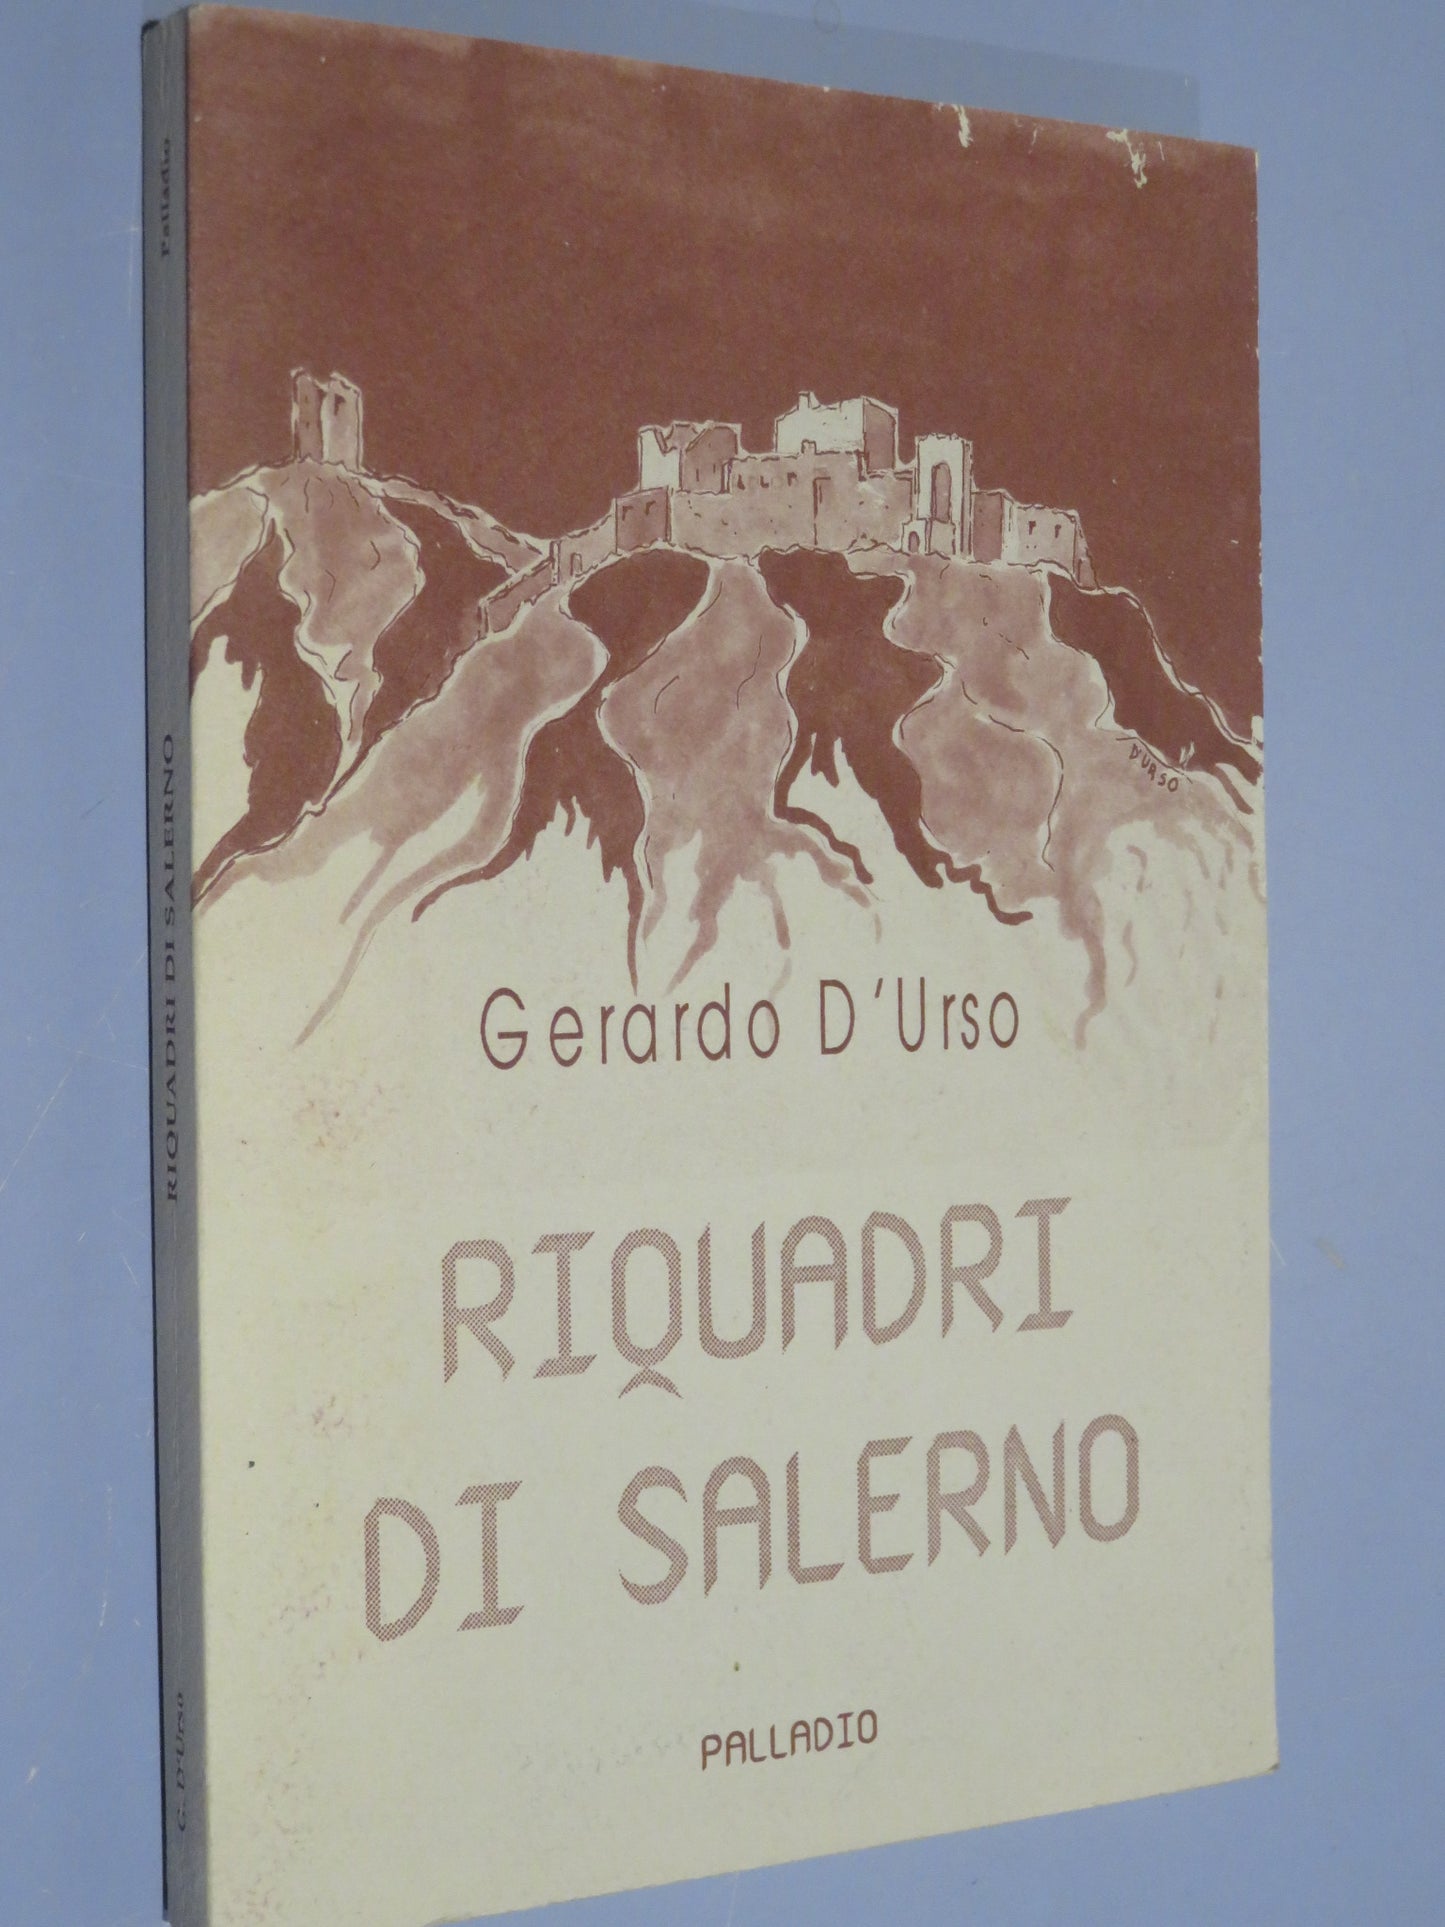 Palladio
RIQUADRI DI SALERNO
G. D'Urso
D'URSO
Gerardo D'Urso
RIQUADRI
DI SALERNO
PALLADIO